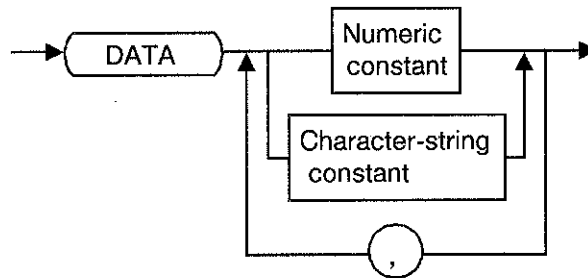 DATA
Numeric
constant
Character-string
constant
,